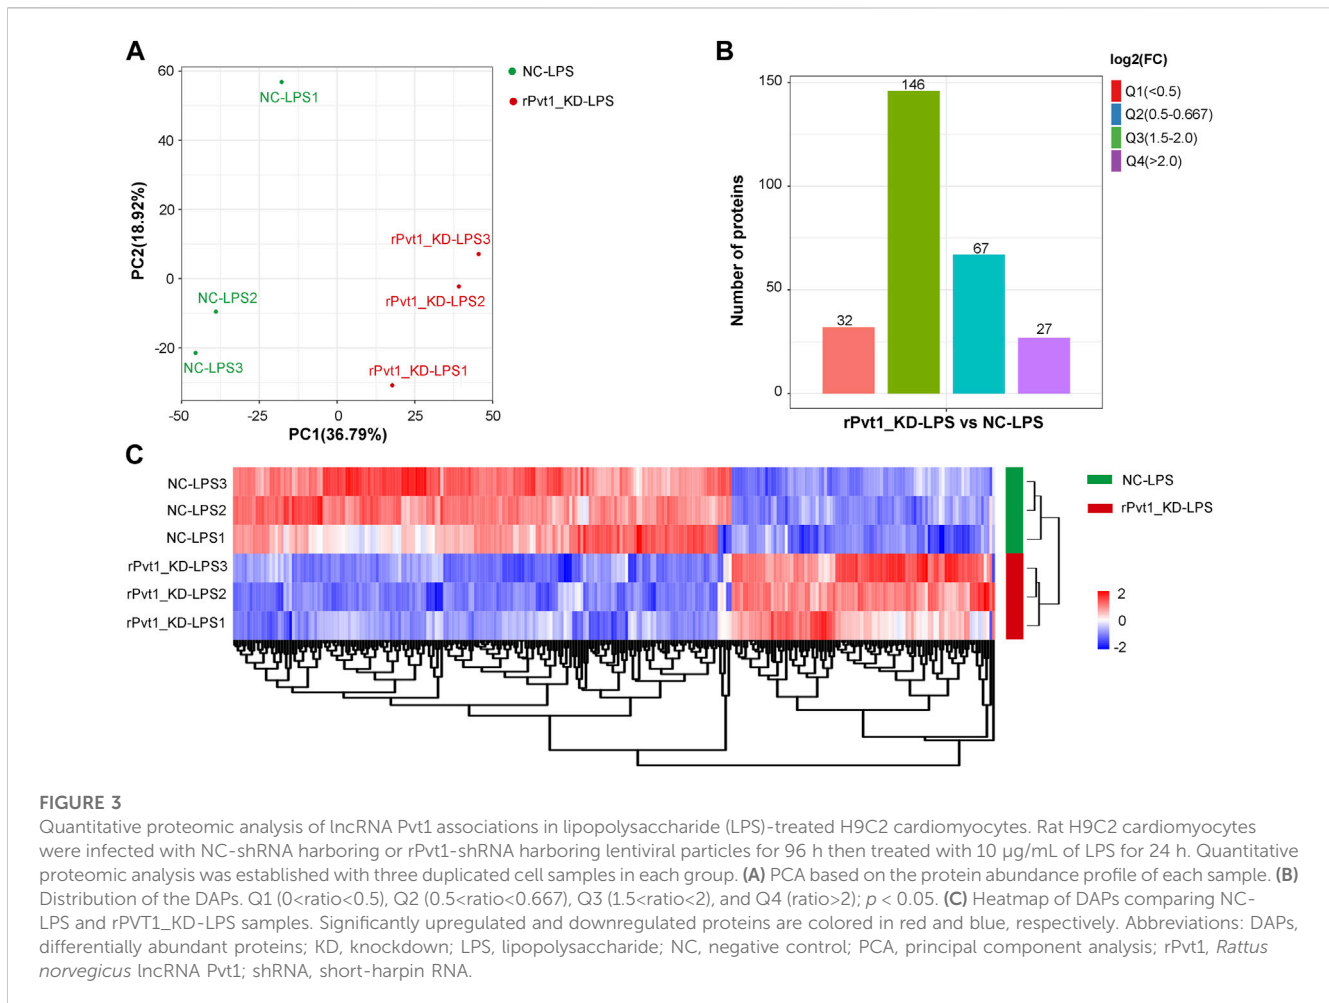 A
NC-LPS
rPvt1_KD-LPS
60
40
20
0
-20
-50
-25
0
25
50
PC2(18.92%)
PC1(36.79%)
NC-LPS1
rPvt1_KD-LPS3
NC-LPS2
rPvt1_KD-LPS2
NC-LPS3
rPvt1_KD-LPS1
B
log2(FC)
Q1(<0.5)
Q2(0.5-0.667)
Q3(1.5-2.0)
Q4(>2.0)
150
100
50
0
Number of proteins
32
146
67
27
rPvt1_KD-LPS vs NC-LPS
C
NC-LPS3
NC-LPS2
NC-LPS1
rPvt1_KD-LPS3
rPvt1_KD-LPS2
rPvt1_KD-LPS1
NC-LPS
rPvt1_KD-LPS
2
0
-2
FIGURE 3
Quantitative proteomic analysis of lncRNA Pvt1 associations in lipopolysaccharide (LPS)-treated H9C2 cardiomyocytes. Rat H9C2 cardiomyocytes
were infected with NC-shRNA harboring or rPvt1-shRNA harboring lentiviral particles for 96 h then treated with 10 µg/mL of LPS for 24 h. Quantitative
proteomic analysis was established with three duplicated cell samples in each group. (A) PCA based on the protein abundance profile of each sample. (B)
Distribution of the DAPs. Q1 (0<ratio<0.5), Q2 (0.5<ratio<0.667), Q3 (1.5<ratio<2), and Q4 (ratio>2); p < 0.05. (C) Heatmap of DAPs comparing NC-
LPS and rPVT1_KD-LPS samples. Significantly upregulated and downregulated proteins are colored in red and blue, respectively. Abbreviations: DAPs,
differentially abundant proteins; KD, knockdown; LPS, lipopolysaccharide; NC, negative control; PCA, principal component analysis; rPvt1, Rattus
norvegicus lncRNA Pvt1; shRNA, short-harpin RNA.